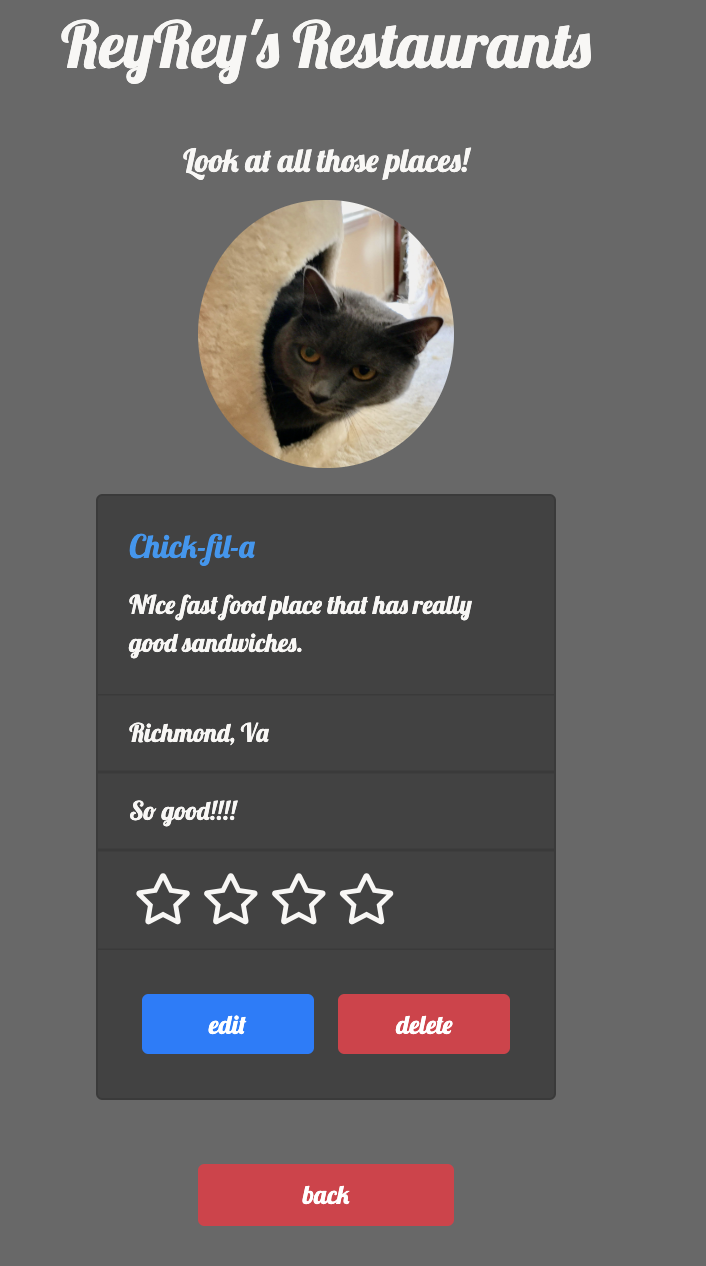 ReyRey's Restaurants
Look at all those places!
Chick-fil-a
NIce fast food place that has really
good sandwiches.
Richmond, Va
So good!!!!
edit
delete
back